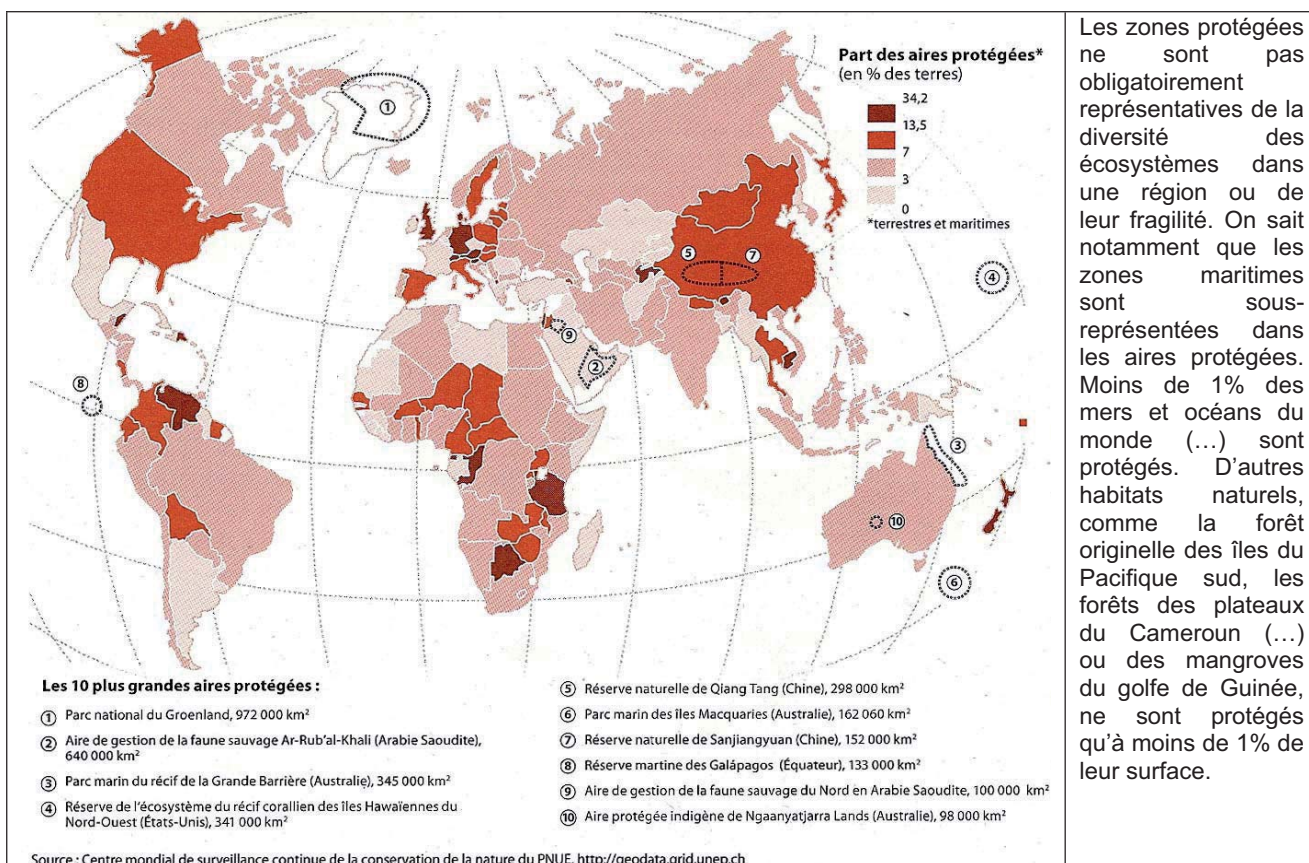 Part des aires protégées*
(en % des terres)
34,2
13,5
7
3
0
*terrestres et maritimes
①
⑤
⑦
④
⑨
②
⑧
③
⑩
⑥
Les 10 plus grandes aires protégées :
① Parc national du Groenland, 972 000 km²
② Aire de gestion de la faune sauvage Ar-Rub'al-Khali (Arabie Saoudite),
640 000 km²
③ Parc marin du récif de la Grande Barrière (Australie), 345 000 km²
④ Réserve de l'écosystème du récif corallien des îles Hawaïennes du
Nord-Ouest (États-Unis), 341 000 km²
⑤ Réserve naturelle de Qiang Tang (Chine), 298 000 km²
⑥ Parc marin des îles Macquaries (Australie), 162 060 km²
⑦ Réserve naturelle de Sanjiangyuan (Chine), 152 000 km²
⑧ Réserve martine des Galápagos (Équateur), 133 000 km²
⑨ Aire de gestion de la faune sauvage du Nord en Arabie Saoudite, 100 000 km²
⑩ Aire protégée indigène de Ngaanyatjarra Lands (Australie), 98 000 km²
Source : Centre mondial de surveillance continue de la conservation de la nature du PNUE, http://geodata.grid.unep.ch
Les zones protégées
ne sont pas
obligatoirement
représentatives de la
diversité des
écosystèmes dans
une région ou de
leur fragilité. On sait
notamment que les
zones maritimes
sont sous-
représentées dans
les aires protégées.
Moins de 1% des
mers et océans du
monde (…) sont
protégés. D'autres
habitats naturels,
comme la forêt
originelle des îles du
Pacifique sud, les
forêts des plateaux
du Cameroun (…)
ou des mangroves
du golfe de Guinée,
ne sont protégés
qu'à moins de 1% de
leur surface.